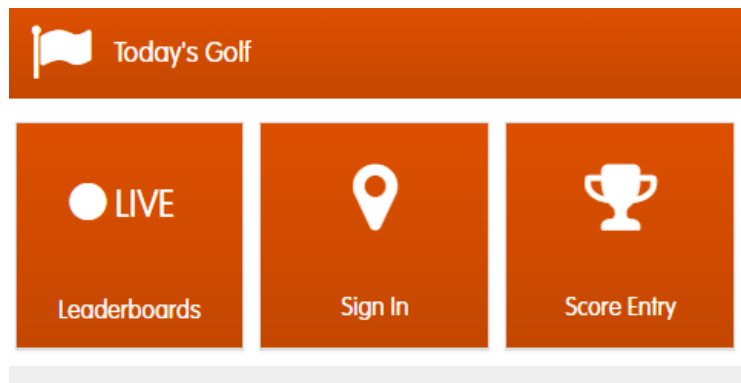 Today's Golf
LIVE
Leaderboards
Sign In
Score Entry